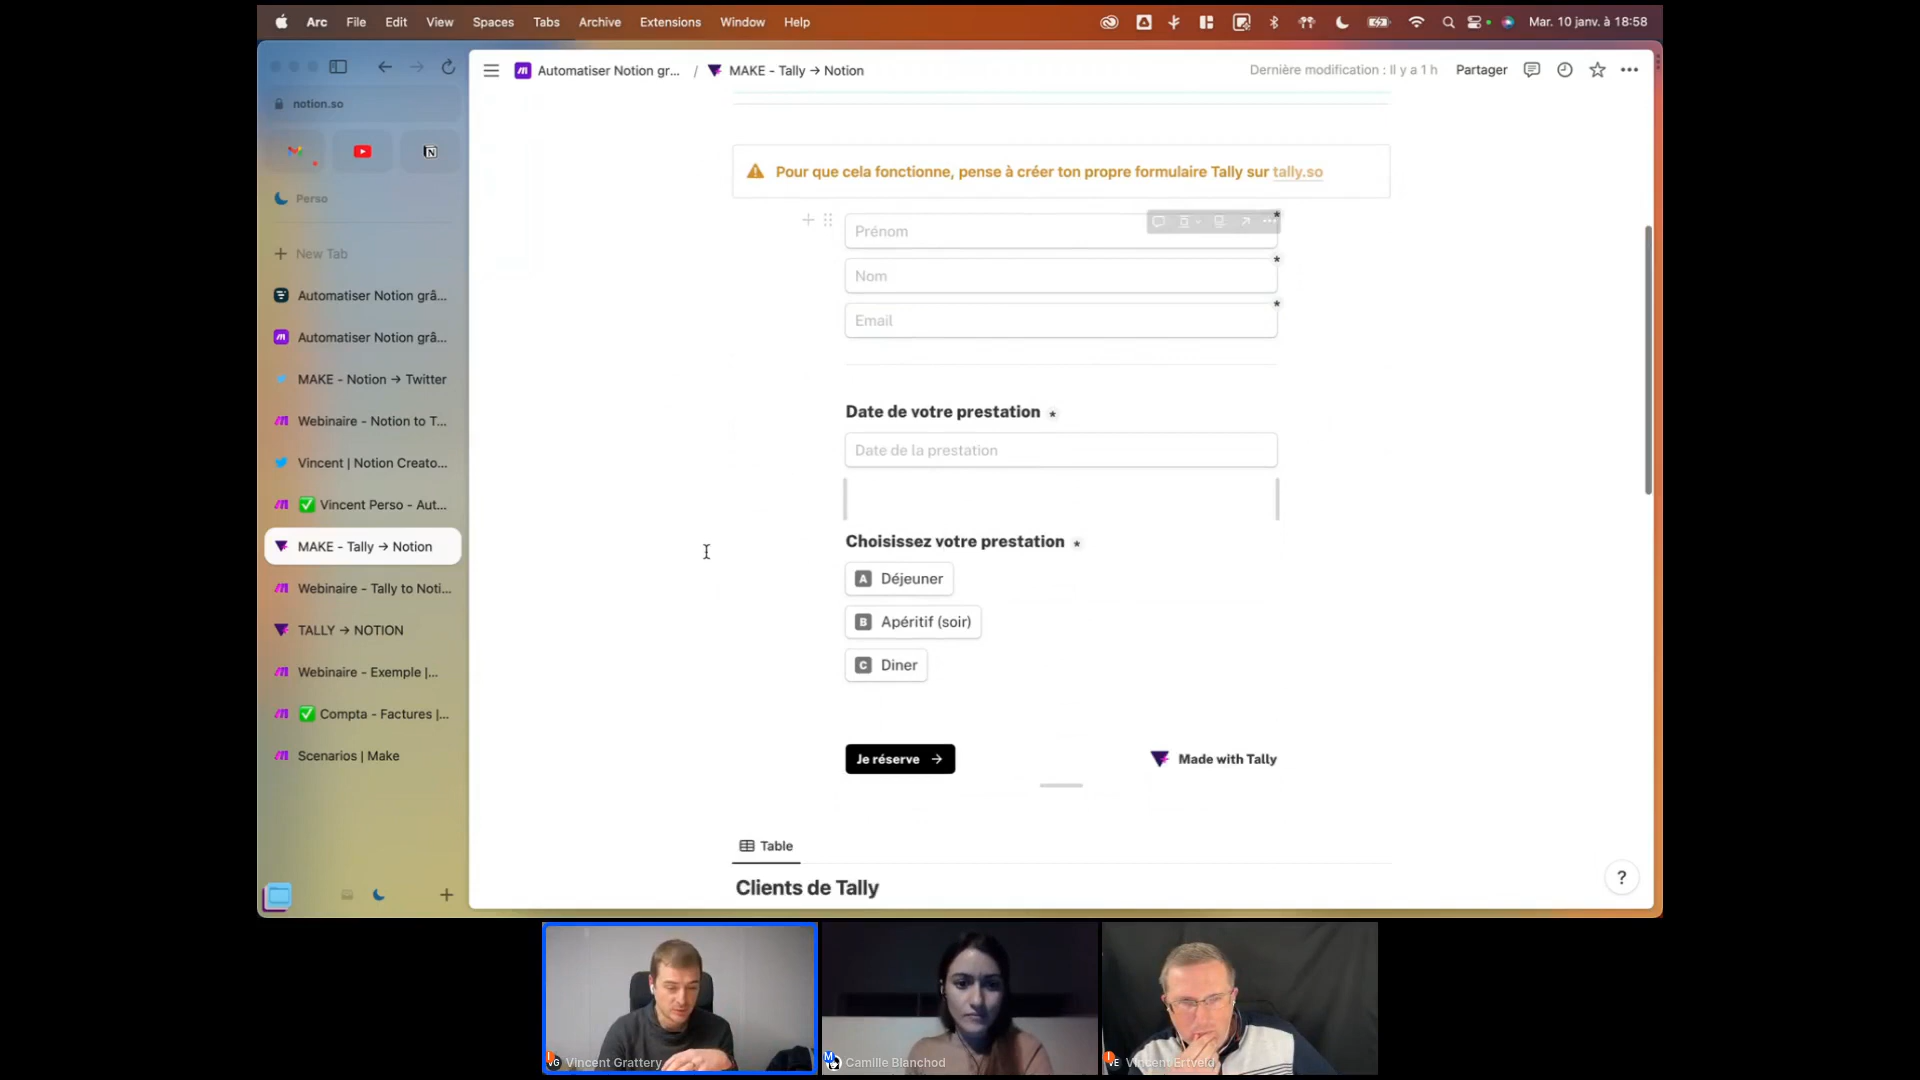 Arc File Edit View Spaces Tabs Archive Extensions Window Help
Mar. 10 janv. à 18:58
Automatiser Notion gr... / MAKE - Tally → Notion
Dernière modification : Il y a 1 h Partager
notion.so
Perso
New Tab
Automatiser Notion grâ...
Automatiser Notion grâ...
MAKE - Notion → Twitter
Webinaire - Notion to T...
Vincent | Notion Creato...
✅ Vincent Perso - Aut...
MAKE - Tally → Notion
Webinaire - Tally to Noti...
TALLY → NOTION
Webinaire - Exemple |...
✅ Compta - Factures |...
Scenarios | Make
Pour que cela fonctionne, pense à créer ton propre formulaire Tally sur tally.so
Prénom *
Nom *
Email *
Date de votre prestation *
Date de la prestation
Choisissez votre prestation *
A Déjeuner
B Apéritif (soir)
C Diner
Je réserve →
Made with Tally
Table
Clients de Tally
?
VG Vincent Grattery
Camille Blanchod
VE Vincent Ertveld